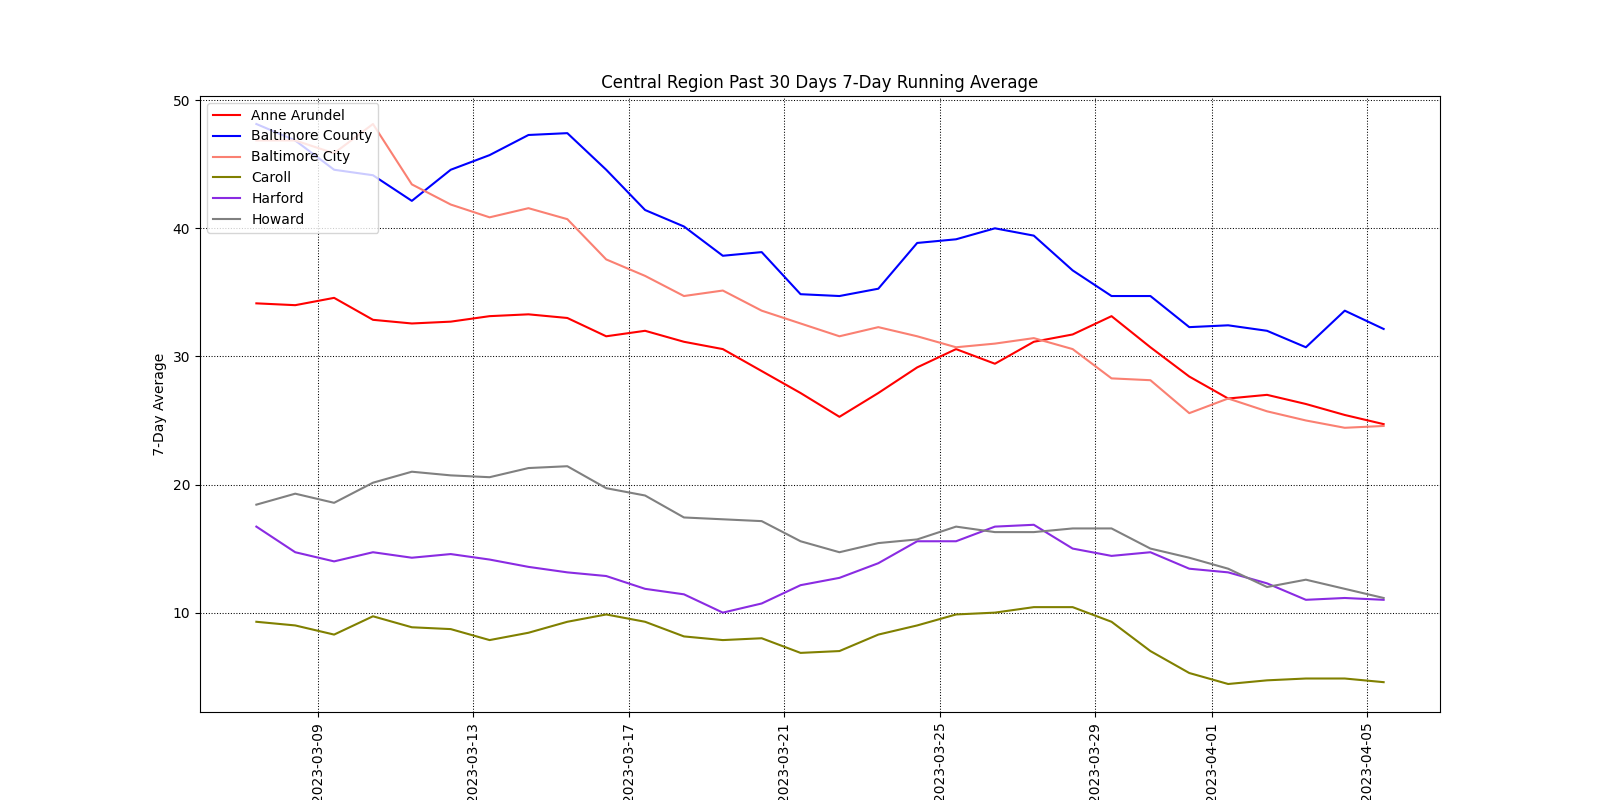 Central Region Past 30 Days 7-Day Running Average
50
40
30
20
10
7-Day Average
Anne Arundel
Baltimore County
Baltimore City
Caroll
Harford
Howard
2023-03-09
2023-03-13
2023-03-17
2023-03-21
2023-03-25
2023-03-29
2023-04-01
2023-04-05